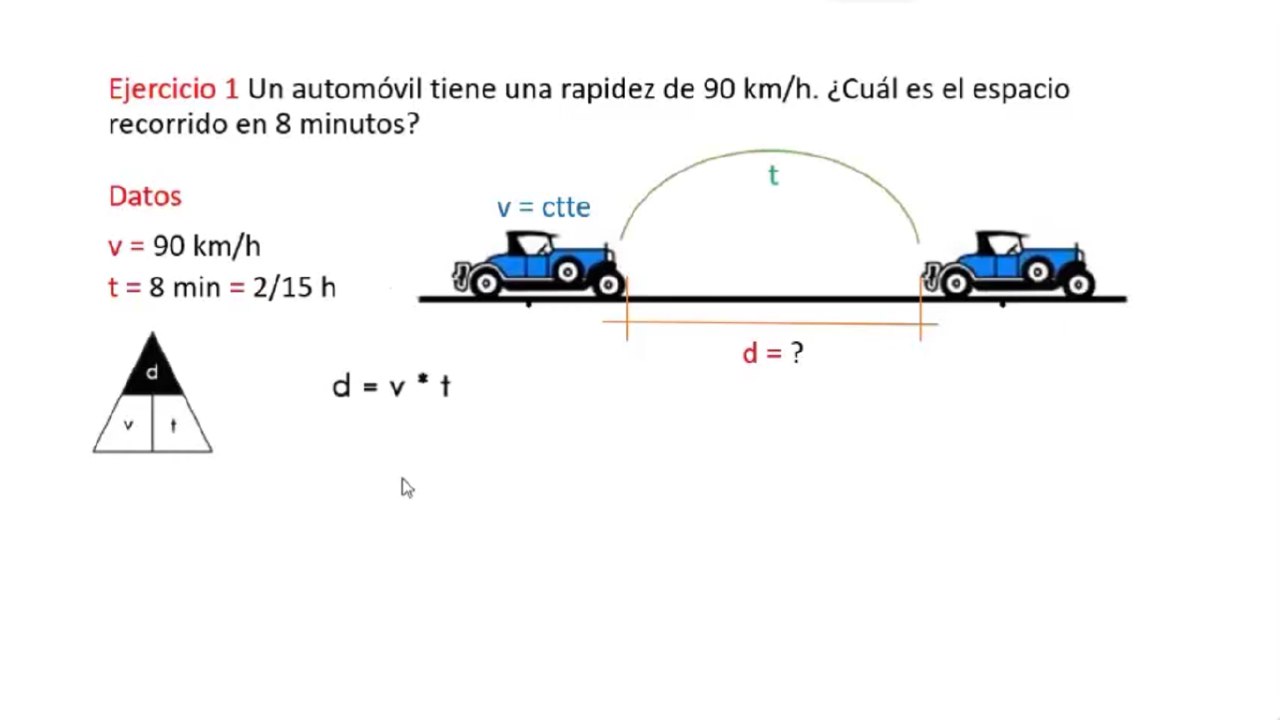 Ejercicio 1 Un automóvil tiene una rapidez de 90 km/h. ¿Cuál es el espacio
recorrido en 8 minutos?
t
Datos
v = ctte
v = 90 km/h
t = 8 min = 2/15 h
d = ?
d
d = v * t
v t